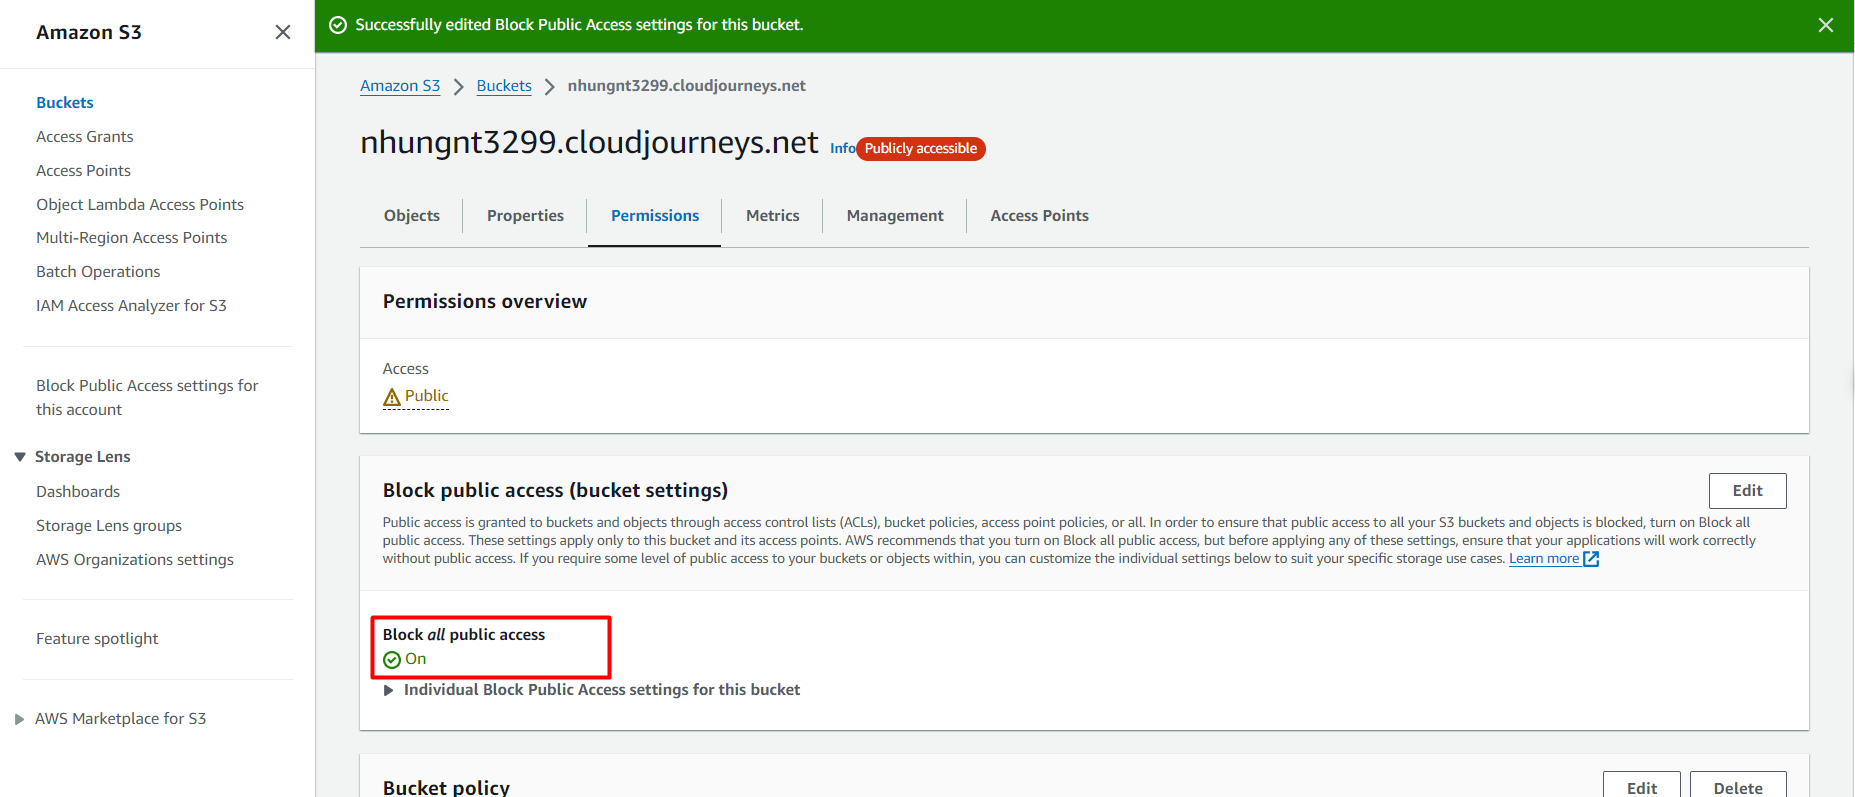 Amazon S3
Buckets
Access Grants
Access Points
Object Lambda Access Points
Multi-Region Access Points
Batch Operations
IAM Access Analyzer for S3
Block Public Access settings for
this account
Storage Lens
Dashboards
Storage Lens groups
AWS Organizations settings
Feature spotlight
AWS Marketplace for S3
Successfully edited Block Public Access settings for this bucket.
Amazon S3 > Buckets > nhungnt3299.cloudjourneys.net
nhungnt3299.cloudjourneys.net Info Publicly accessible
Objects Properties Permissions Metrics Management Access Points
Permissions overview
Access
Public
Block public access (bucket settings) Edit
Public access is granted to buckets and objects through access control lists (ACLs), bucket policies, access point policies, or all. In order to ensure that public access to all your S3 buckets and objects is blocked, turn on Block all
public access. These settings apply only to this bucket and its access points. AWS recommends that you turn on Block all public access, but before applying any of these settings, ensure that your applications will work correctly
without public access. If you require some level of public access to your buckets or objects within, you can customize the individual settings below to suit your specific storage use cases. Learn more
Block all public access
On
Individual Block Public Access settings for this bucket
Bucket policy Edit Delete